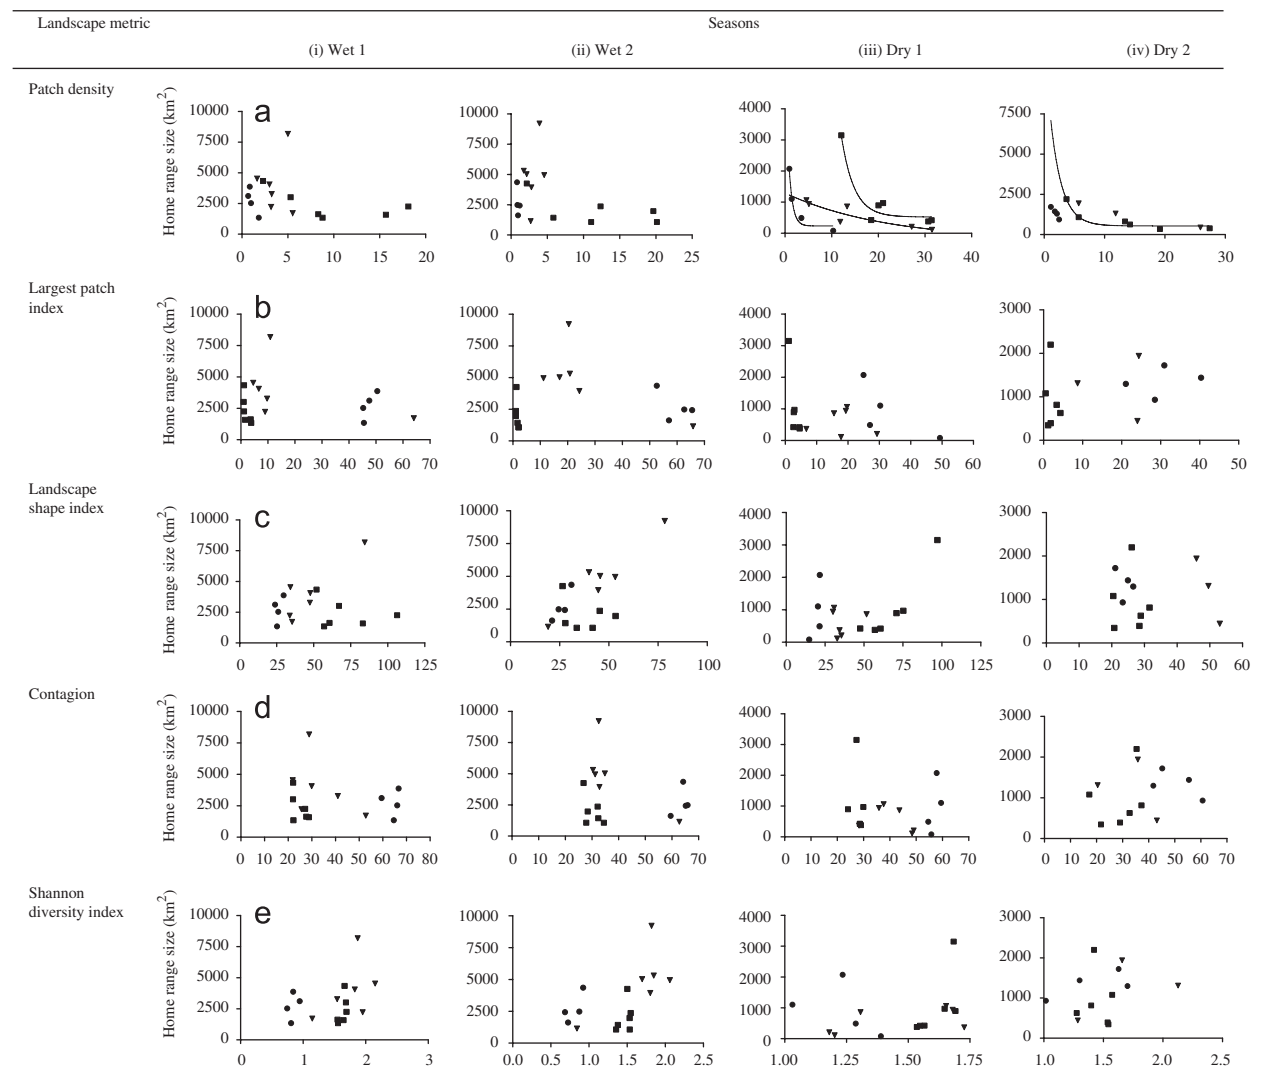 Landscape metric Seasons
(i) Wet 1 (ii) Wet 2 (iii) Dry 1 (iv) Dry 2
Patch density
Home range size (km²)
a
10000 7500 5000 2500 0
0 5 10 15 20
10000 7500 5000 2500 0
0 5 10 15 20 25
4000 3000 2000 1000 0
0 10 20 30 40
7500 5000 2500 0
0 10 20 30
Largest patch
index
Home range size (km²)
b
10000 7500 5000 2500 0
0 10 20 30 40 50 60 70
10000 7500 5000 2500 0
0 10 20 30 40 50 60 70
4000 3000 2000 1000 0
0 10 20 30 40 50 60
3000 2000 1000 0
0 10 20 30 40 50
Landscape
shape index
Home range size (km²)
c
10000 7500 5000 2500 0
0 25 50 75 100 125
10000 7500 5000 2500 0
0 25 50 75 100
4000 3000 2000 1000 0
0 25 50 75 100 125
3000 2000 1000 0
0 10 20 30 40 50 60
Contagion
Home range size (km²)
d
10000 7500 5000 2500 0
0 10 20 30 40 50 60 70 80
10000 7500 5000 2500 0
0 10 20 30 40 50 60 70
4000 3000 2000 1000 0
0 10 20 30 40 50 60 70
3000 2000 1000 0
0 10 20 30 40 50 60 70
Shannon
diversity index
Home range size (km²)
e
10000 7500 5000 2500 0
0 1 2 3
10000 7500 5000 2500 0
0.0 0.5 1.0 1.5 2.0 2.5
4000 3000 2000 1000 0
1.00 1.25 1.50 1.75
3000 2000 1000 0
1.0 1.5 2.0 2.5